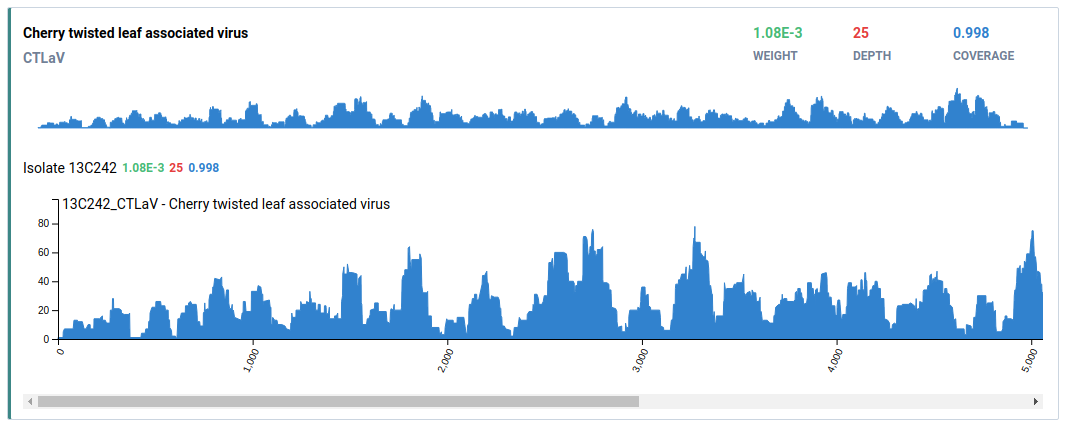 Cherry twisted leaf associated virus
1.08E-3 25 0.998
CTLaV
WEIGHT DEPTH COVERAGE
Isolate 13C242 1.08E-3 25 0.998
13C242_CTLaV - Cherry twisted leaf associated virus
80
60
40
20
0
0 1,000 2,000 3,000 4,000 5,000